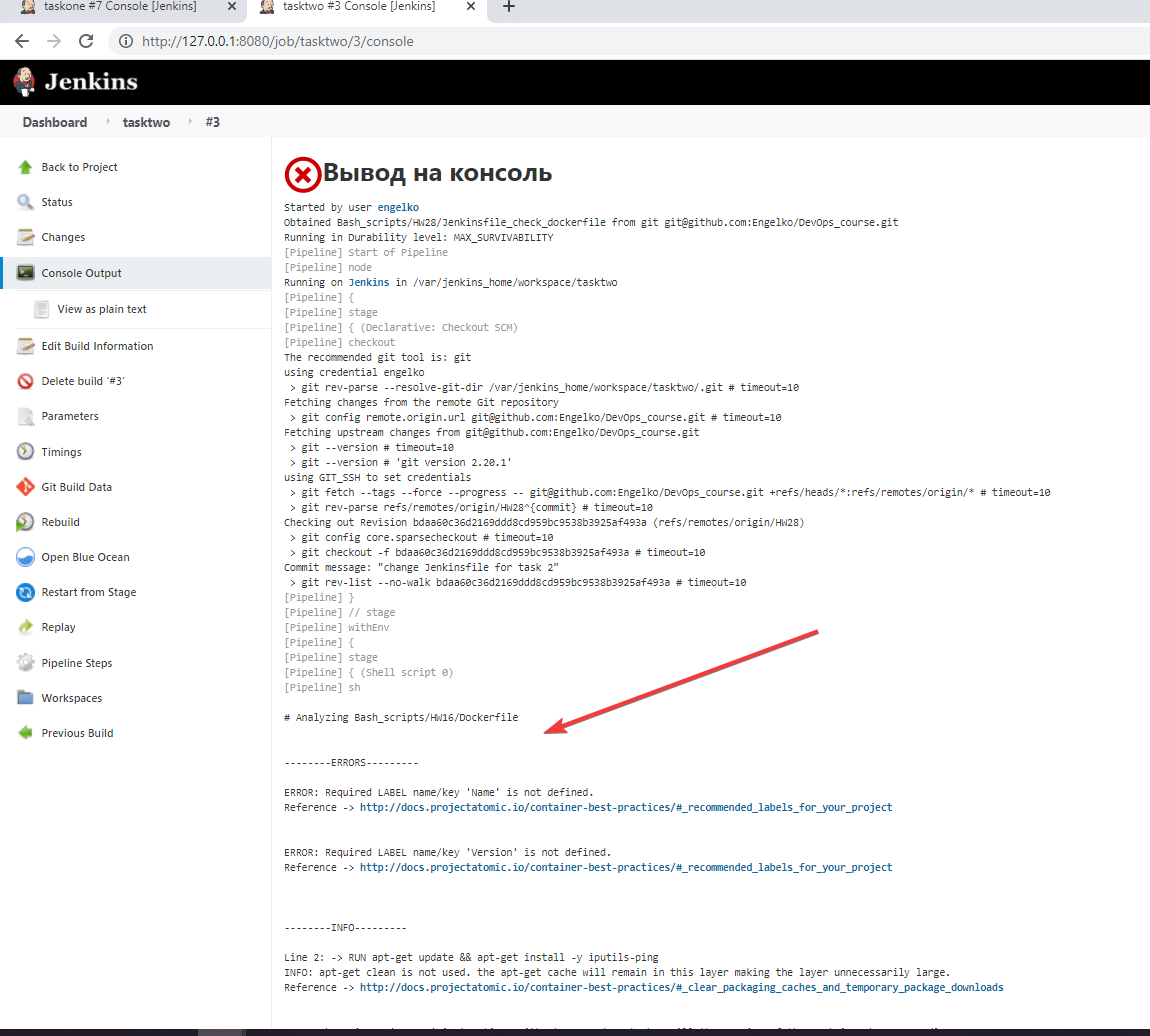 taskone #7 Console [Jenkins]
tasktwo #3 Console [Jenkins]
http://127.0.0.1:8080/job/tasktwo/3/console
Jenkins
Dashboard
tasktwo
#3
Back to Project
Status
Changes
Console Output
View as plain text
Edit Build Information
Delete build ‘#3’
Parameters
Timings
Git Build Data
Rebuild
Open Blue Ocean
Restart from Stage
Replay
Pipeline Steps
Workspaces
Previous Build
Вывод на консоль
Started by user engelko
Obtained Bash_scripts/HW28/Jenkinsfile_check_dockerfile from git git@github.com:Engelko/DevOps_course.git
Running in Durability level: MAX_SURVIVABILITY
[Pipeline] Start of Pipeline
[Pipeline] node
Running on Jenkins in /var/jenkins_home/workspace/tasktwo
[Pipeline] {
[Pipeline] stage
[Pipeline] { (Declarative: Checkout SCM)
[Pipeline] checkout
The recommended git tool is: git
using credential engelko
> git rev-parse --resolve-git-dir /var/jenkins_home/workspace/tasktwo/.git # timeout=10
Fetching changes from the remote Git repository
> git config remote.origin.url git@github.com:Engelko/DevOps_course.git # timeout=10
Fetching upstream changes from git@github.com:Engelko/DevOps_course.git
> git --version # timeout=10
> git --version # 'git version 2.20.1'
using GIT_SSH to set credentials
> git fetch --tags --force --progress -- git@github.com:Engelko/DevOps_course.git +refs/heads/*:refs/remotes/origin/* # timeout=10
> git rev-parse refs/remotes/origin/HW28^{commit} # timeout=10
Checking out Revision bdaa60c36d2169ddd8cd959bc9538b3925af493a (refs/remotes/origin/HW28)
> git config core.sparsecheckout # timeout=10
> git checkout -f bdaa60c36d2169ddd8cd959bc9538b3925af493a # timeout=10
Commit message: "change Jenkinsfile for task 2"
> git rev-list --no-walk bdaa60c36d2169ddd8cd959bc9538b3925af493a # timeout=10
[Pipeline] }
[Pipeline] // stage
[Pipeline] withEnv
[Pipeline] {
[Pipeline] stage
[Pipeline] { (Shell script 0)
[Pipeline] sh
# Analyzing Bash_scripts/HW16/Dockerfile
--------ERRORS---------
ERROR: Required LABEL name/key 'Name' is not defined.
Reference -> http://docs.projectatomic.io/container-best-practices/#_recommended_labels_for_your_project
ERROR: Required LABEL name/key 'Version' is not defined.
Reference -> http://docs.projectatomic.io/container-best-practices/#_recommended_labels_for_your_project
--------INFO---------
Line 2: -> RUN apt-get update && apt-get install -y iputils-ping
INFO: apt-get clean is not used. the apt-get cache will remain in this layer making the layer unnecessarily large.
Reference -> http://docs.projectatomic.io/container-best-practices/#_clear_packaging_caches_and_temporary_package_downloads